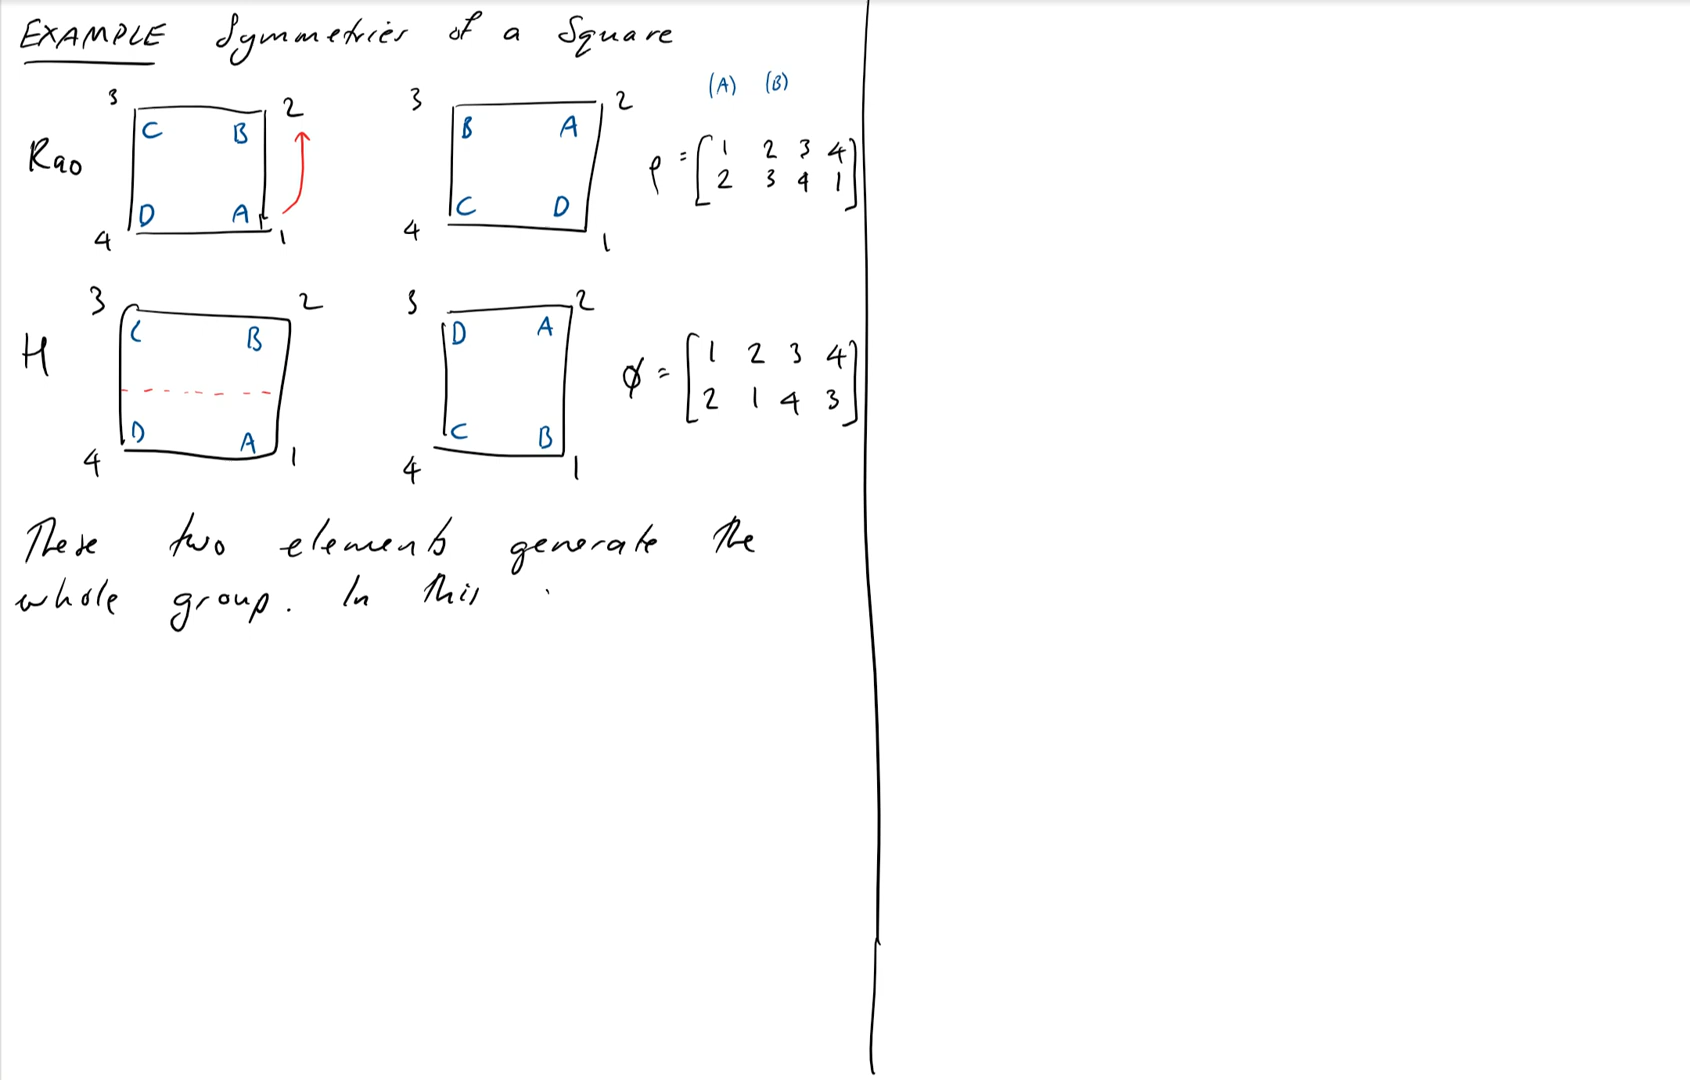 EXAMPLE Symmetries of a Square
(A) (B)
3 2 3 2
C B B A
R90 ρ = [1 2 3 4
2 3 4 1]
D A C D
4 1 4 1
3 2 3 2
C B D A
H φ = [1 2 3 4
2 1 4 3]
D A C B
4 1 4 1
These two elements generate the
whole group. In this